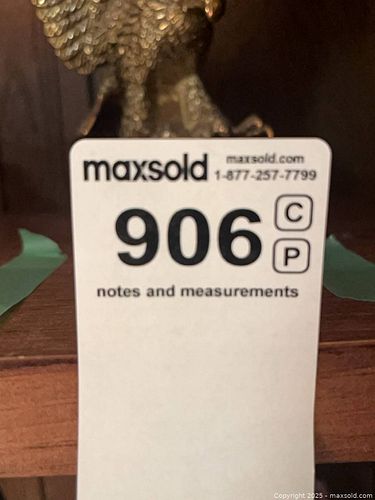 maxsold maxsold.com
1-877-257-7799
906 C
P
notes and measurements
Copyright 2025 - maxsold.com